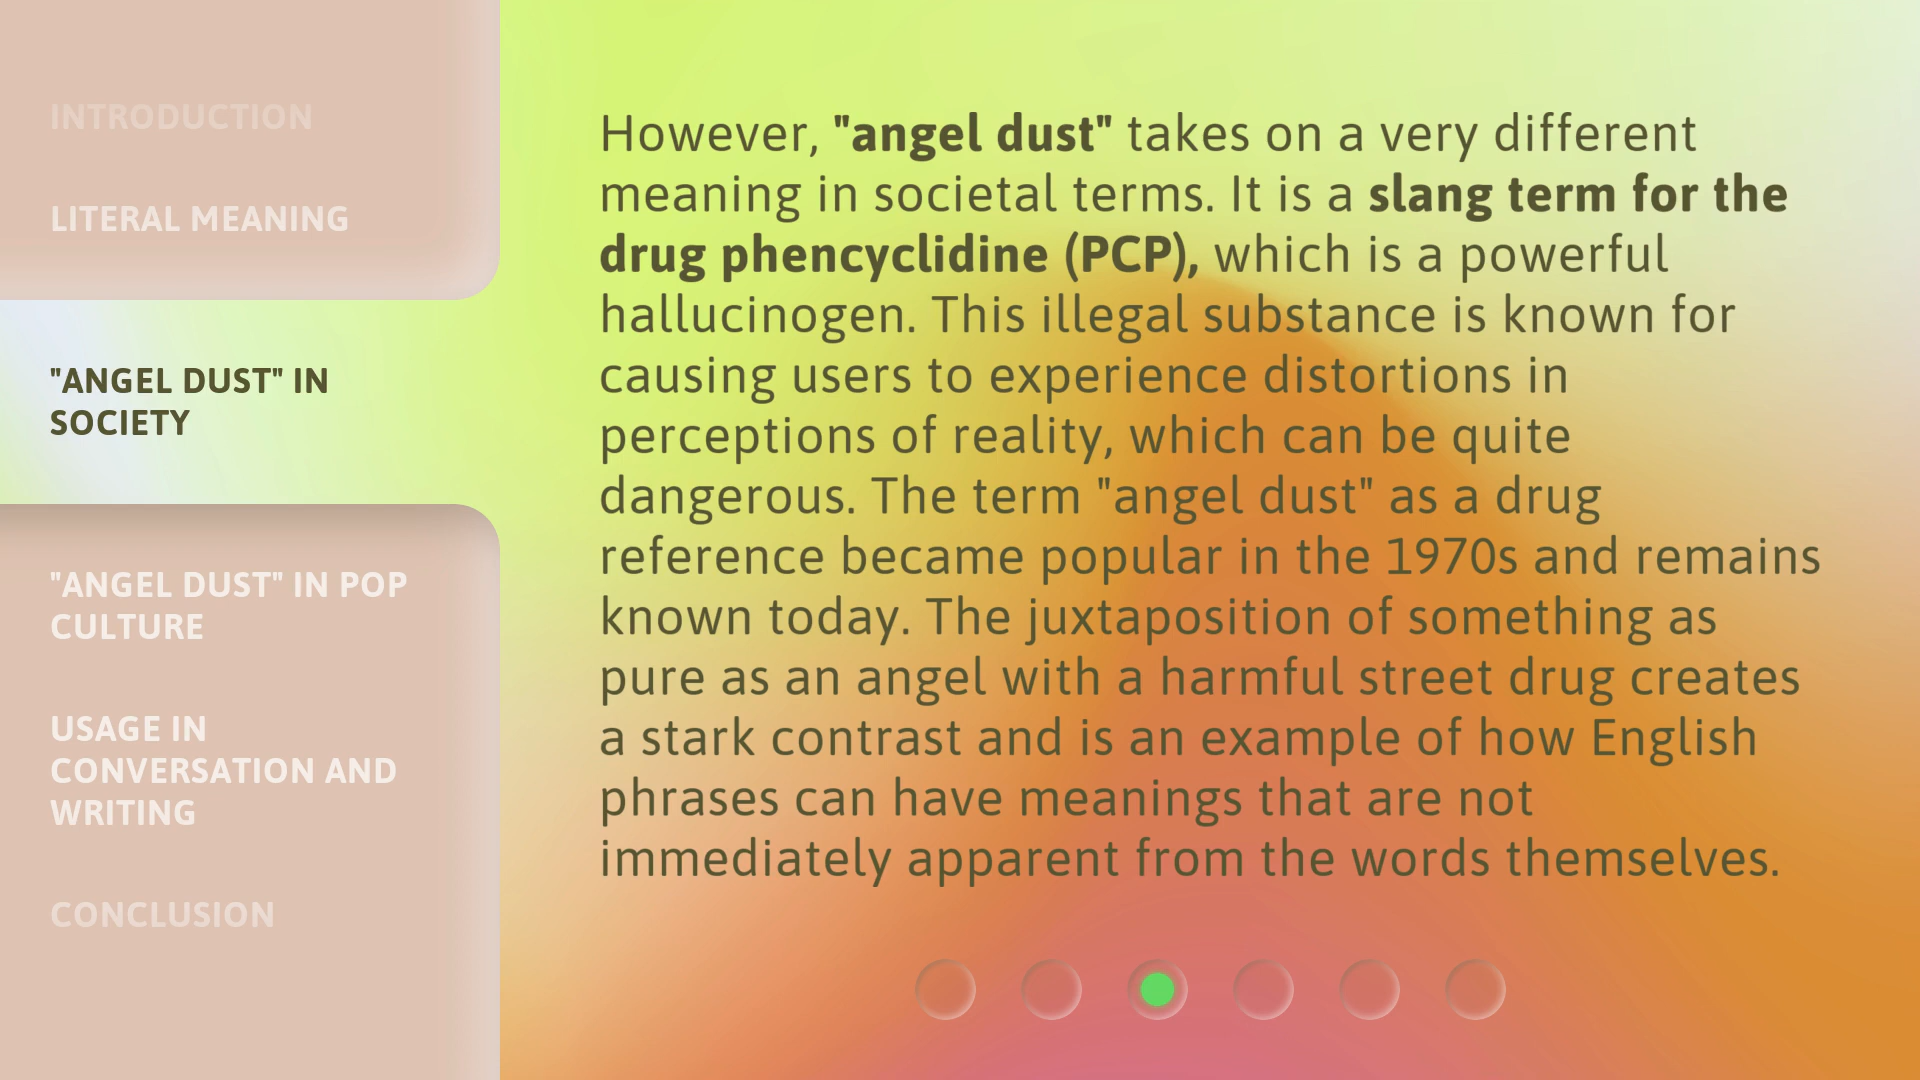 INTRODUCTION
LITERAL MEANING
"ANGEL DUST" IN
SOCIETY
"ANGEL DUST" IN POP
CULTURE
USAGE IN
CONVERSATION AND
WRITING
CONCLUSION
However, "angel dust" takes on a very different
meaning in societal terms. It is a slang term for the
drug phencyclidine (PCP), which is a powerful
hallucinogen. This illegal substance is known for
causing users to experience distortions in
perceptions of reality, which can be quite
dangerous. The term "angel dust" as a drug
reference became popular in the 1970s and remains
known today. The juxtaposition of something as
pure as an angel with a harmful street drug creates
a stark contrast and is an example of how English
phrases can have meanings that are not
immediately apparent from the words themselves.